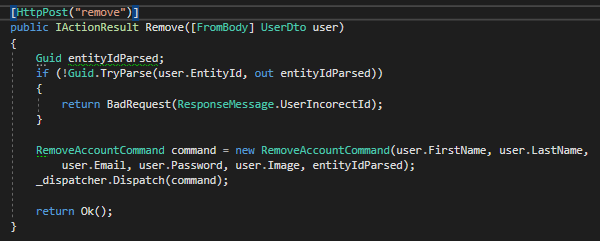 [HttpPost("remove")]
public IActionResult Remove([FromBody] UserDto user)
{
Guid entityIdParsed;
if (!Guid.TryParse(user.EntityId, out entityIdParsed))
{
return BadRequest(ResponseMessage.UserIncorectId);
}
RemoveAccountCommand command = new RemoveAccountCommand(user.FirstName, user.LastName,
user.Email, user.Password, user.Image, entityIdParsed);
_dispatcher.Dispatch(command);
return Ok();
}